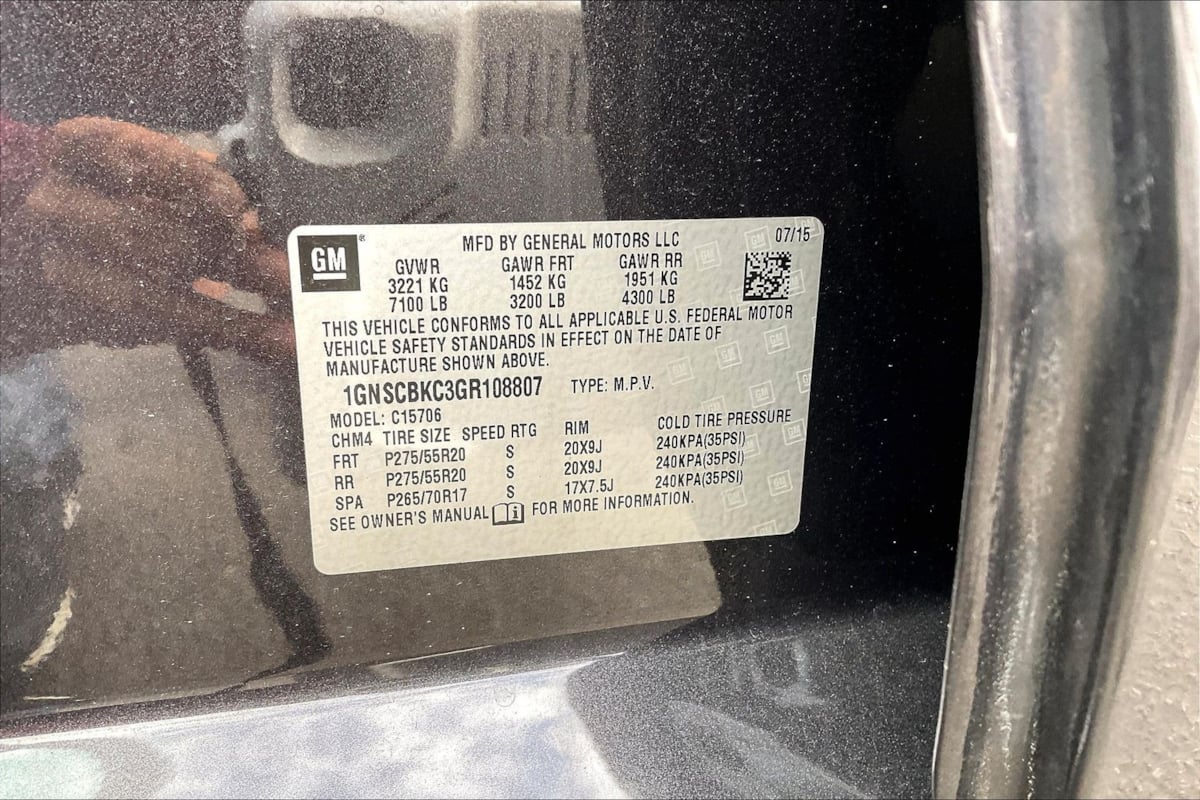 GM
MFD BY GENERAL MOTORS LLC 07/15
GVWR GAWR FRT GAWR RR
3221 KG 1452 KG 1951 KG
7100 LB 3200 LB 4300 LB
THIS VEHICLE CONFORMS TO ALL APPLICABLE U.S. FEDERAL MOTOR
VEHICLE SAFETY STANDARDS IN EFFECT ON THE DATE OF
MANUFACTURE SHOWN ABOVE.
1GNSCBKC3GR108807 TYPE: M.P.V.
MODEL: C15706
CHM4 TIRE SIZE SPEED RTG RIM COLD TIRE PRESSURE
FRT P275/55R20 S 20X9J 240KPA(35PSI)
RR P275/55R20 S 20X9J 240KPA(35PSI)
SPA P265/70R17 S 17X7.5J 240KPA(35PSI)
SEE OWNER'S MANUAL FOR MORE INFORMATION.